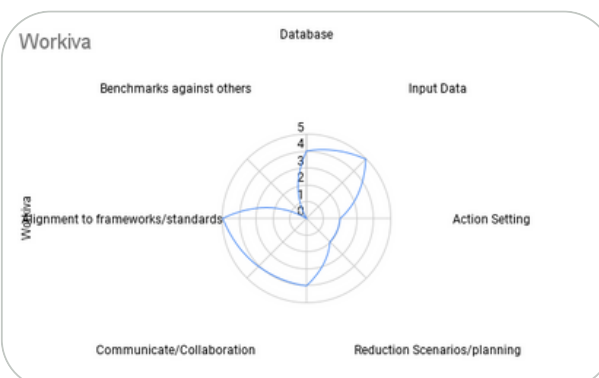 Workiva
Database
Benchmarks against others
Input Data
5
4
3
2
1
0
Workiva
lignment to frameworks/standards
Action Setting
Communicate/Collaboration
Reduction Scenarios/planning